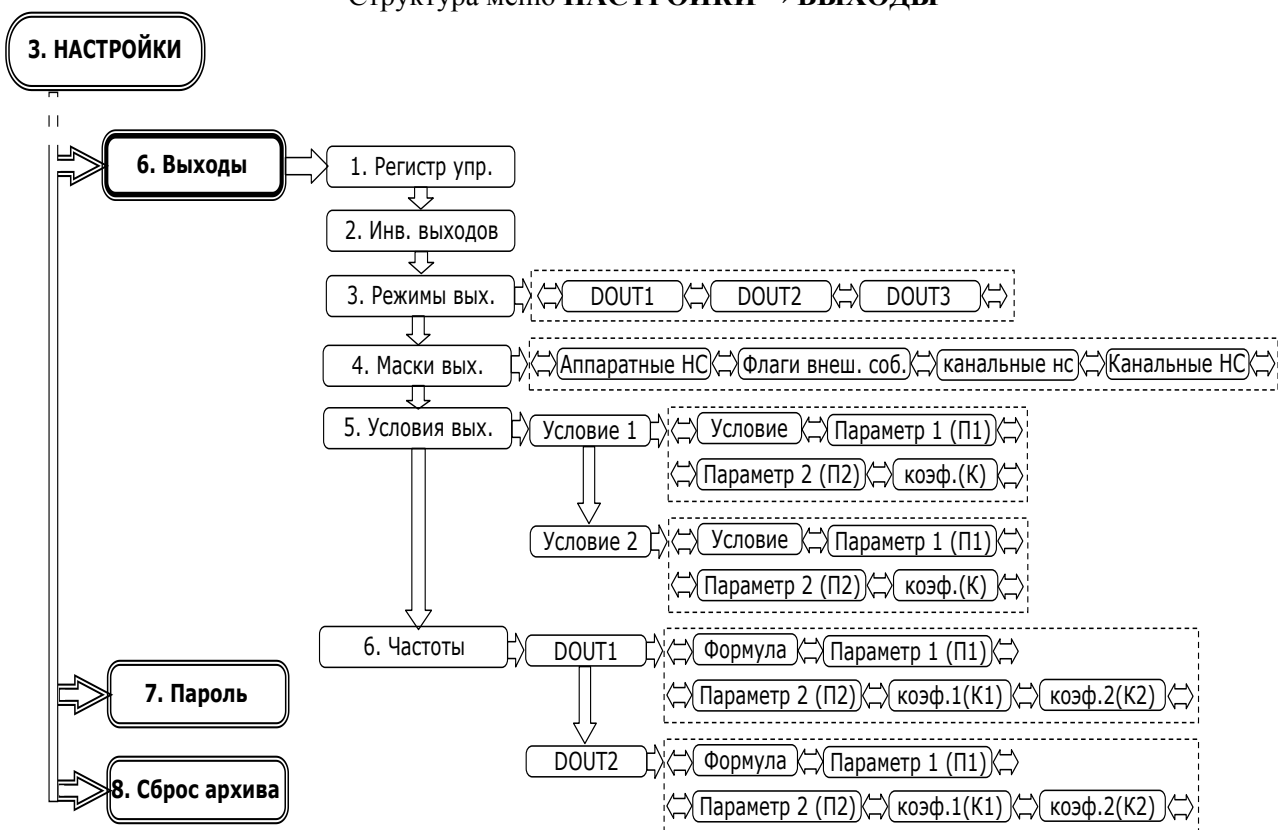 Структура меню НАСТРОЙКИ → ВЫХОДЫ
3. НАСТРОЙКИ
6. Выходы
1. Регистр упр.
2. Инв. выходов
3. Режимы вых.
DOUT1
DOUT2
DOUT3
4. Маски вых.
Аппаратные НС
Флаги внеш. соб.
канальные нс
Канальные НС
5. Условия вых.
Условие 1
Условие
Параметр 1 (П1)
Параметр 2 (П2)
коэф.(К)
Условие 2
Условие
Параметр 1 (П1)
Параметр 2 (П2)
коэф.(К)
6. Частоты
DOUT1
Формула
Параметр 1 (П1)
Параметр 2 (П2)
коэф.1(К1)
коэф.2(К2)
7. Пароль
DOUT2
Формула
Параметр 1 (П1)
Параметр 2 (П2)
коэф.1(К1)
коэф.2(К2)
8. Сброс архива